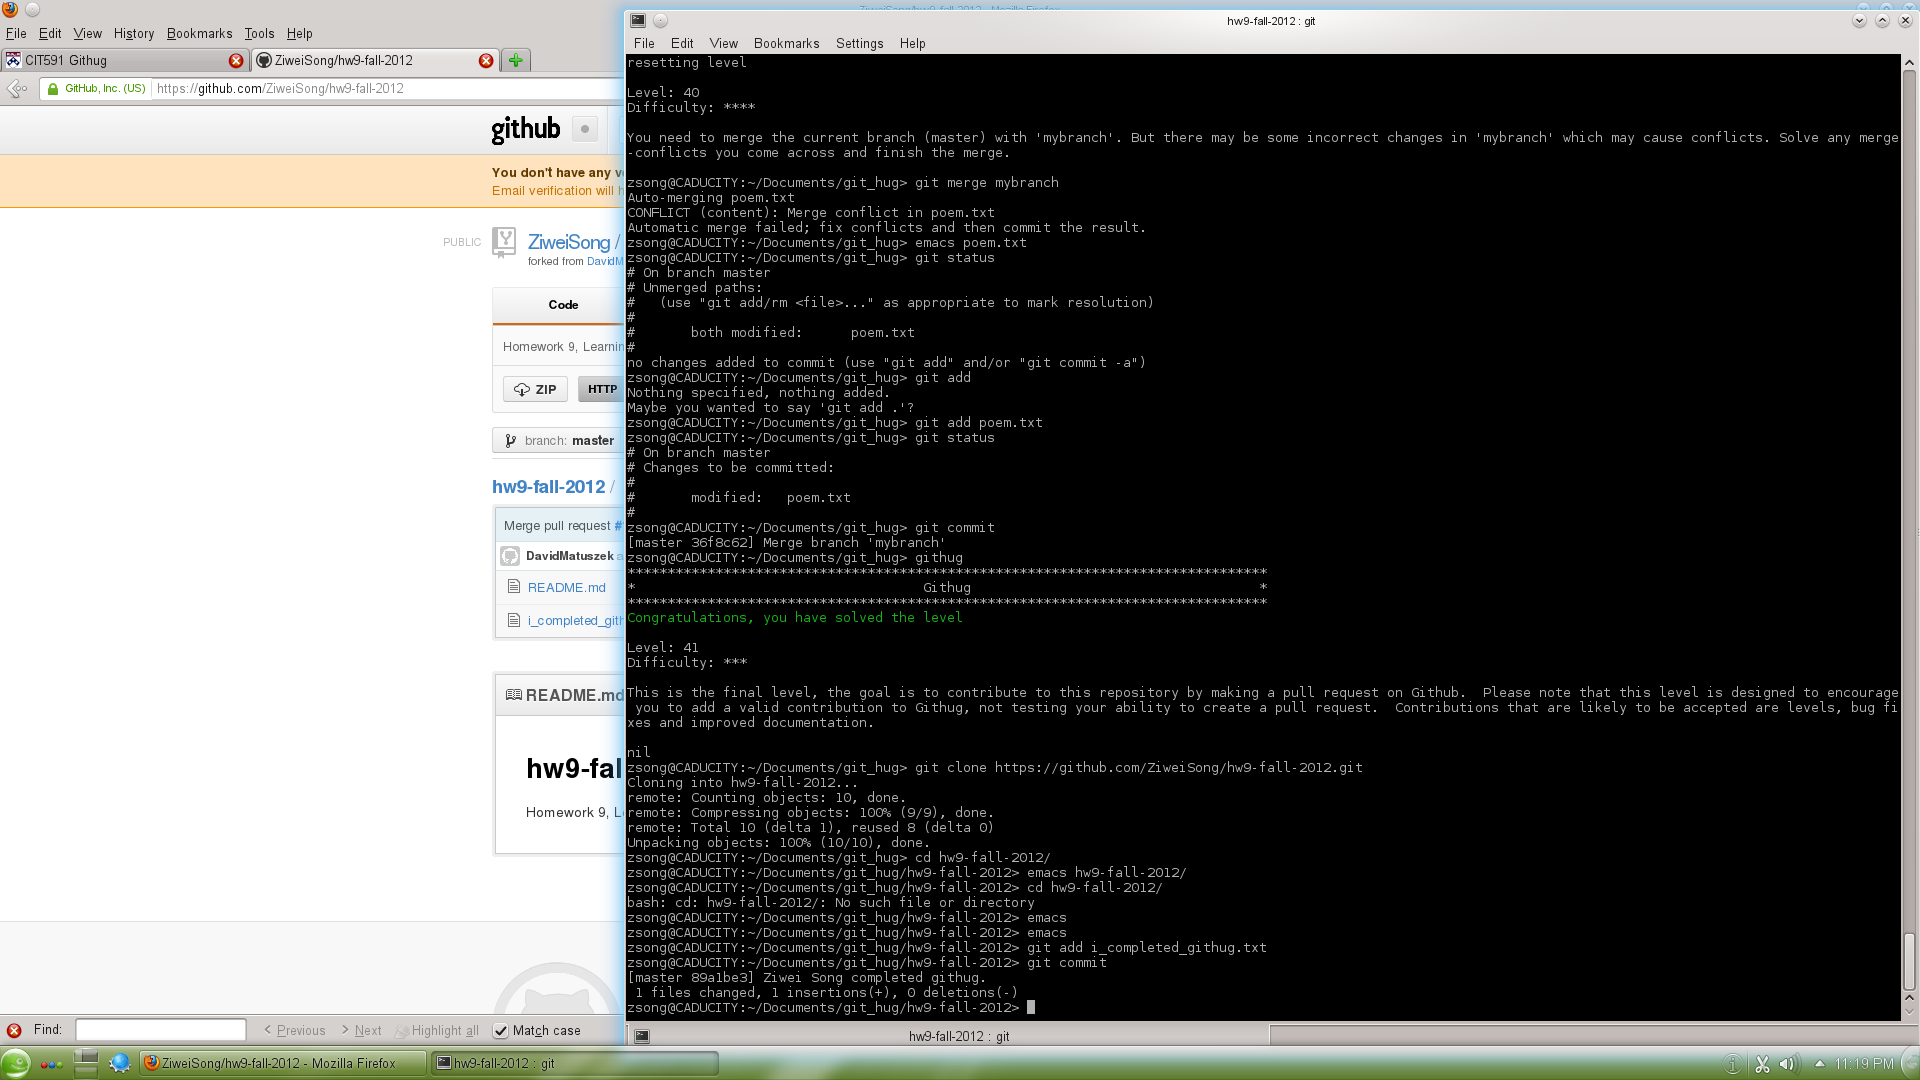 File Edit View History Bookmarks Tools Help
CIT591 Githug
ZiweiSong/hw9-fall-2012
GitHub, Inc. (US)
https://github.com/ZiweiSong/hw9-fall-2012
github
You don't have any
Email verification will
PUBLIC
ZiweiSong /
forked from DavidM
Code
Homework 9, Learnin
ZIP
HTTP
branch: master
hw9-fall-2012 /
Merge pull request #
DavidMatuszek
README.md
i_completed_gith
README.md
hw9-fal
Homework 9, L
Find:
Previous
Next
Highlight all
Match case
hw9-fall-2012 : git
File Edit View Bookmarks Settings Help
resetting level
Level: 40
Difficulty: ****
You need to merge the current branch (master) with 'mybranch'. But there may be some incorrect changes in 'mybranch' which may cause conflicts. Solve any merge
-conflicts you come across and finish the merge.
zsong@CADUCITY:~/Documents/git_hug> git merge mybranch
Auto-merging poem.txt
CONFLICT (content): Merge conflict in poem.txt
Automatic merge failed; fix conflicts and then commit the result.
zsong@CADUCITY:~/Documents/git_hug> emacs poem.txt
zsong@CADUCITY:~/Documents/git_hug> git status
# On branch master
# Unmerged paths:
#   (use "git add/rm <file>..." as appropriate to mark resolution)
#
#       both modified:      poem.txt
#
no changes added to commit (use "git add" and/or "git commit -a")
zsong@CADUCITY:~/Documents/git_hug> git add
Nothing specified, nothing added.
Maybe you wanted to say 'git add .'?
zsong@CADUCITY:~/Documents/git_hug> git add poem.txt
zsong@CADUCITY:~/Documents/git_hug> git status
# On branch master
# Changes to be committed:
#
#       modified:   poem.txt
#
zsong@CADUCITY:~/Documents/git_hug> git commit
[master 36f8c62] Merge branch 'mybranch'
zsong@CADUCITY:~/Documents/git_hug> githug
********************************************************************************
*                                    Githug                                    *
********************************************************************************
Congratulations, you have solved the level
Level: 41
Difficulty: ***
This is the final level, the goal is to contribute to this repository by making a pull request on Github.  Please note that this level is designed to encourage
 you to add a valid contribution to Githug, not testing your ability to create a pull request.  Contributions that are likely to be accepted are levels, bug fi
xes and improved documentation.
nil
zsong@CADUCITY:~/Documents/git_hug> git clone https://github.com/ZiweiSong/hw9-fall-2012.git
Cloning into hw9-fall-2012...
remote: Counting objects: 10, done.
remote: Compressing objects: 100% (9/9), done.
remote: Total 10 (delta 1), reused 8 (delta 0)
Unpacking objects: 100% (10/10), done.
zsong@CADUCITY:~/Documents/git_hug> cd hw9-fall-2012/
zsong@CADUCITY:~/Documents/git_hug/hw9-fall-2012> emacs hw9-fall-2012/
zsong@CADUCITY:~/Documents/git_hug/hw9-fall-2012> cd hw9-fall-2012/
bash: cd: hw9-fall-2012/: No such file or directory
zsong@CADUCITY:~/Documents/git_hug/hw9-fall-2012> emacs
zsong@CADUCITY:~/Documents/git_hug/hw9-fall-2012> emacs
zsong@CADUCITY:~/Documents/git_hug/hw9-fall-2012> git add i_completed_githug.txt
zsong@CADUCITY:~/Documents/git_hug/hw9-fall-2012> git commit
[master 89a1be3] Ziwei Song completed githug.
 1 files changed, 1 insertions(+), 0 deletions(-)
zsong@CADUCITY:~/Documents/git_hug/hw9-fall-2012>
hw9-fall-2012 : git
ZiweiSong/hw9-fall-2012 - Mozilla Firefox
hw9-fall-2012 : git
11:19 PM